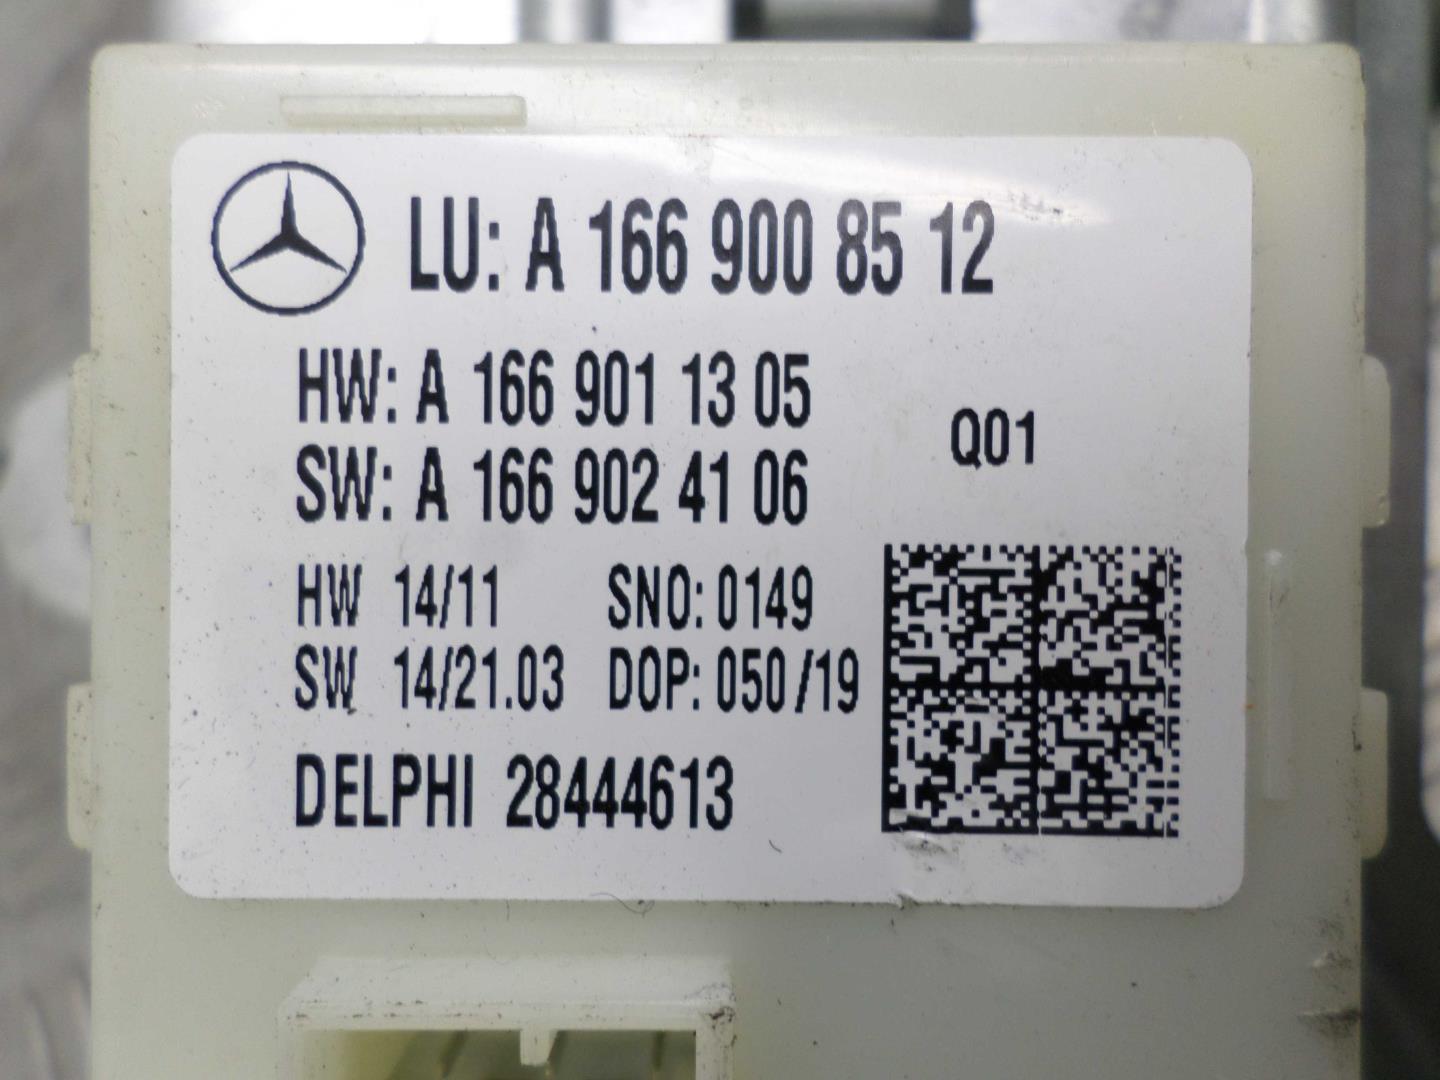 LU: A 166 900 85 12
HW: A 166 901 13 05
SW: A 166 902 41 06
Q01
HW 14/11 SNO: 0149
SW 14/21.03 DOP: 050/19
DELPHI 28444613